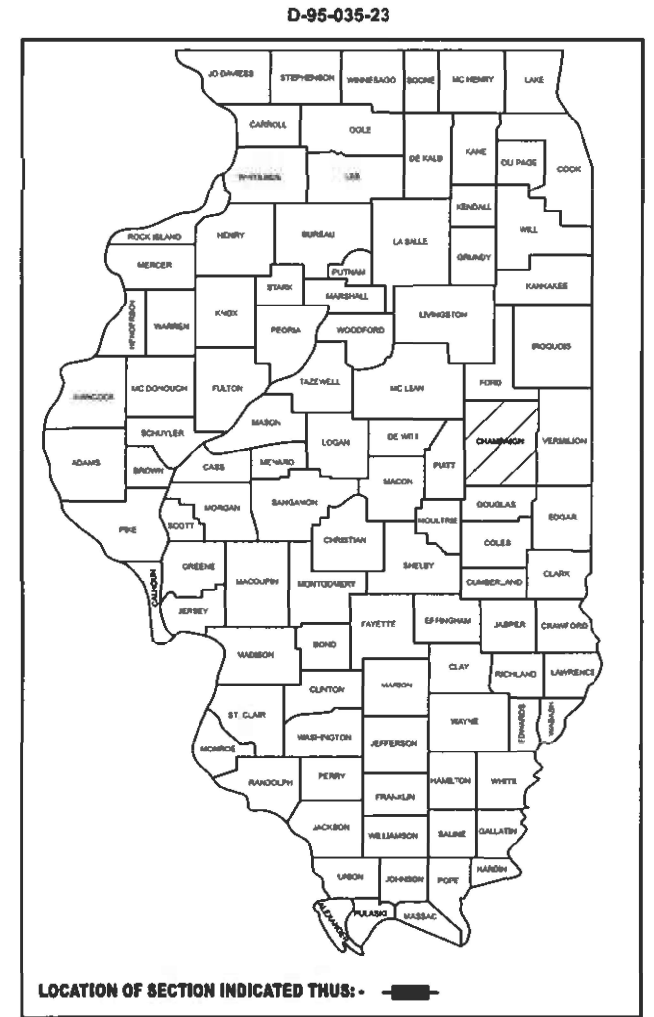 D-95-035-23
JO DAVIESS STEPHENSON WINNEBAGO BOONE MC HENRY LAKE
CARROLL OGLE DE KALB KANE DU PAGE COOK
WHITESIDE LEE
KENDALL WILL
ROCK ISLAND HENRY BUREAU LA SALLE GRUNDY
MERCER PUTNAM KANKAKEE
STARK MARSHALL
HENDERSON WARREN KNOX PEORIA WOODFORD LIVINGSTON IROQUOIS
HANCOCK MC DONOUGH FULTON TAZEWELL MC LEAN FORD
MASON
SCHUYLER LOGAN DE WITT CHAMPAIGN VERMILION
ADAMS BROWN CASS MENARD PIATT
MACON
PIKE SCOTT MORGAN SANGAMON MOULTRIE DOUGLAS EDGAR
CHRISTIAN COLES
CALHOUN GREENE MACOUPIN MONTGOMERY SHELBY CUMBERLAND CLARK
JERSEY
FAYETTE EFFINGHAM JASPER CRAWFORD
MADISON BOND
CLAY RICHLAND LAWRENCE
CLINTON MARION
ST. CLAIR WAYNE EDWARDS WABASH
MONROE WASHINGTON JEFFERSON
RANDOLPH PERRY HAMILTON WHITE
FRANKLIN
JACKSON WILLIAMSON SALINE GALLATIN
UNION JOHNSON POPE HARDIN
ALEXANDER PULASKI MASSAC
LOCATION OF SECTION INDICATED THUS: -